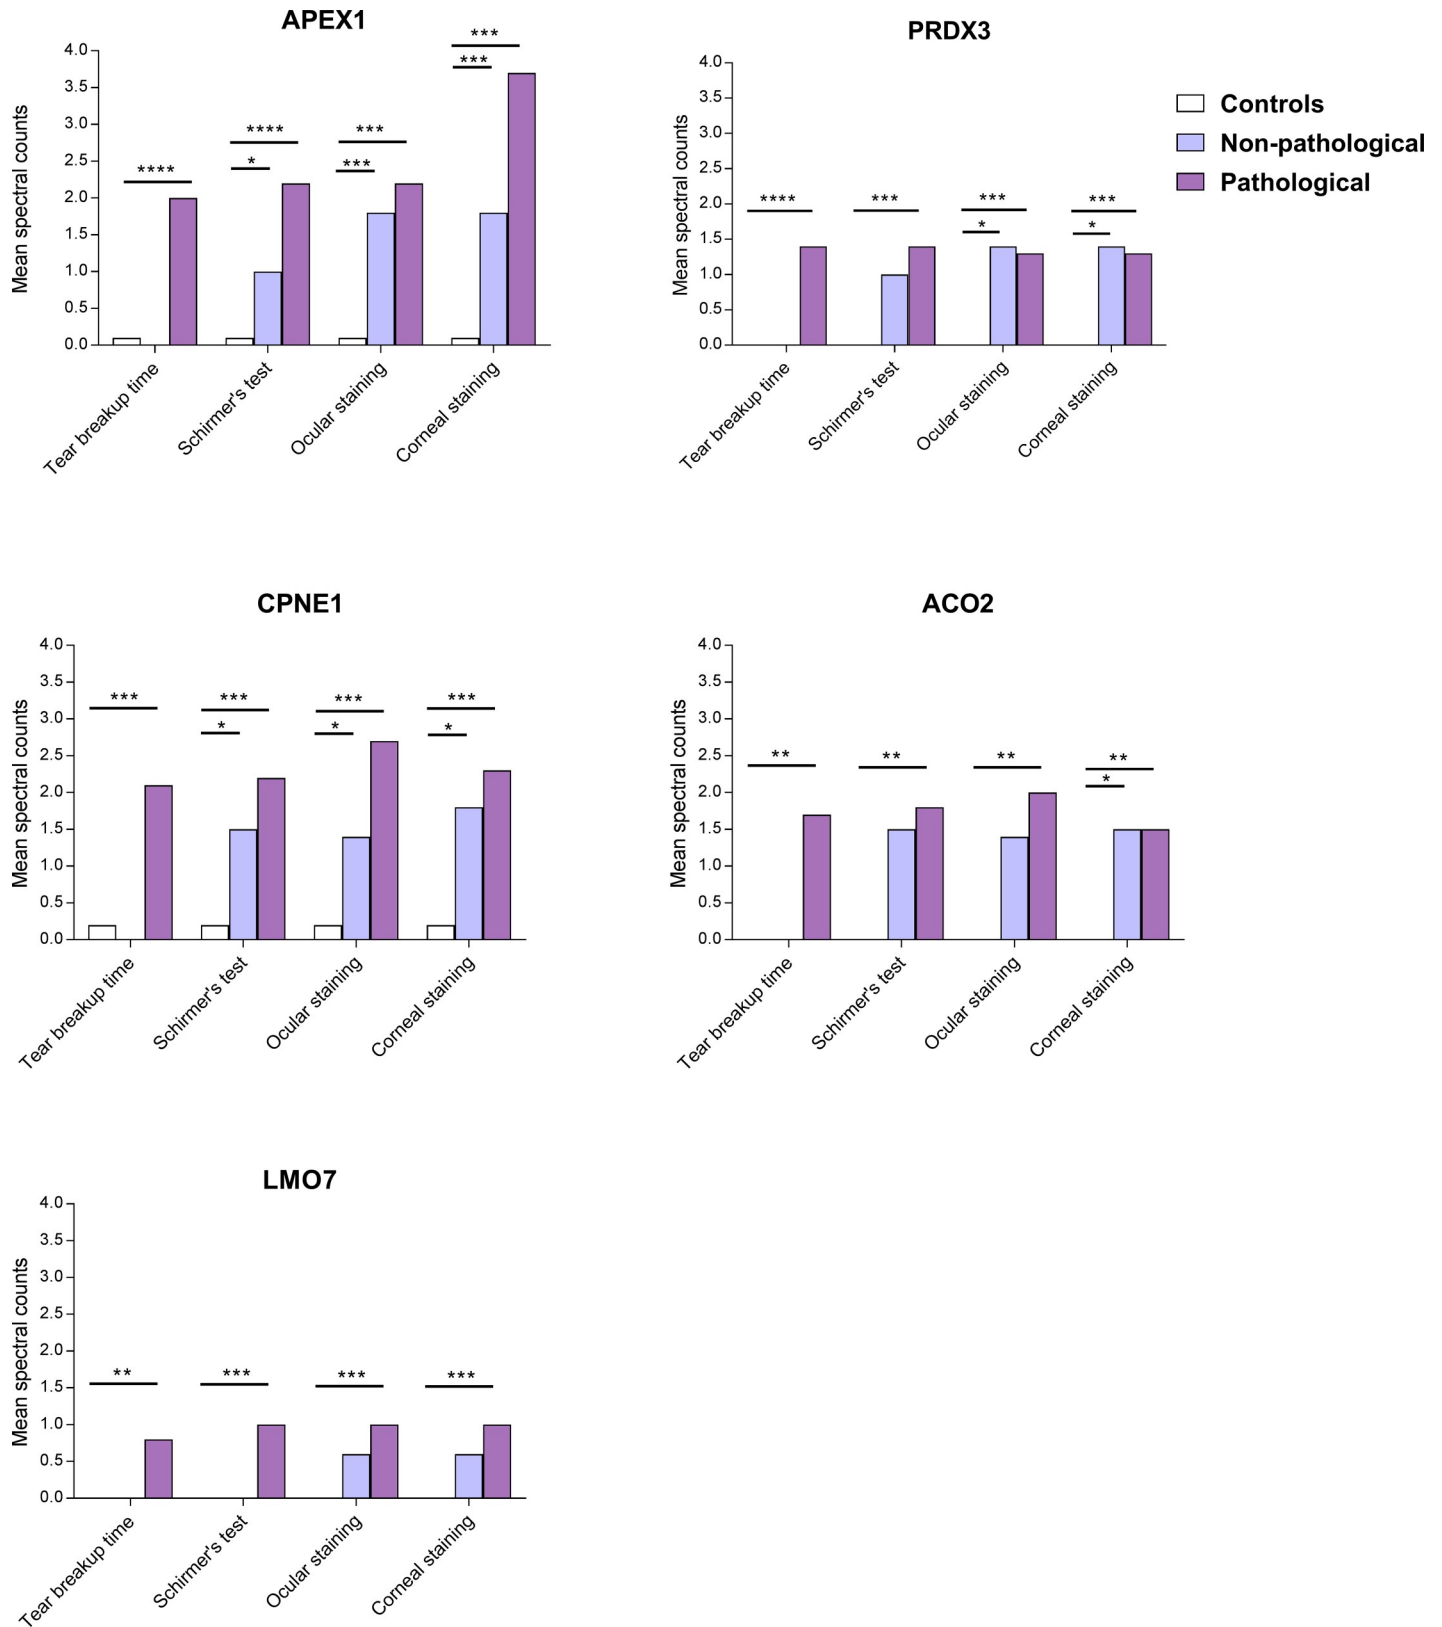 APEX1
Mean spectral counts
4.0
3.5
3.0
2.5
2.0
1.5
1.0
0.5
0.0
****
****
*
***
***
***
***
Tear breakup time
Schirmer's test
Ocular staining
Corneal staining
PRDX3
Mean spectral counts
4.0
3.5
3.0
2.5
2.0
1.5
1.0
0.5
0.0
****
***
***
*
***
*
Tear breakup time
Schirmer's test
Ocular staining
Corneal staining
Controls
Non-pathological
Pathological
CPNE1
Mean spectral counts
4.0
3.5
3.0
2.5
2.0
1.5
1.0
0.5
0.0
***
***
*
***
*
***
*
Tear breakup time
Schirmer's test
Ocular staining
Corneal staining
ACO2
Mean spectral counts
4.0
3.5
3.0
2.5
2.0
1.5
1.0
0.5
0.0
**
**
**
**
*
Tear breakup time
Schirmer's test
Ocular staining
Corneal staining
LMO7
Mean spectral counts
4.0
3.5
3.0
2.5
2.0
1.5
1.0
0.5
0.0
**
***
***
***
Tear breakup time
Schirmer's test
Ocular staining
Corneal staining